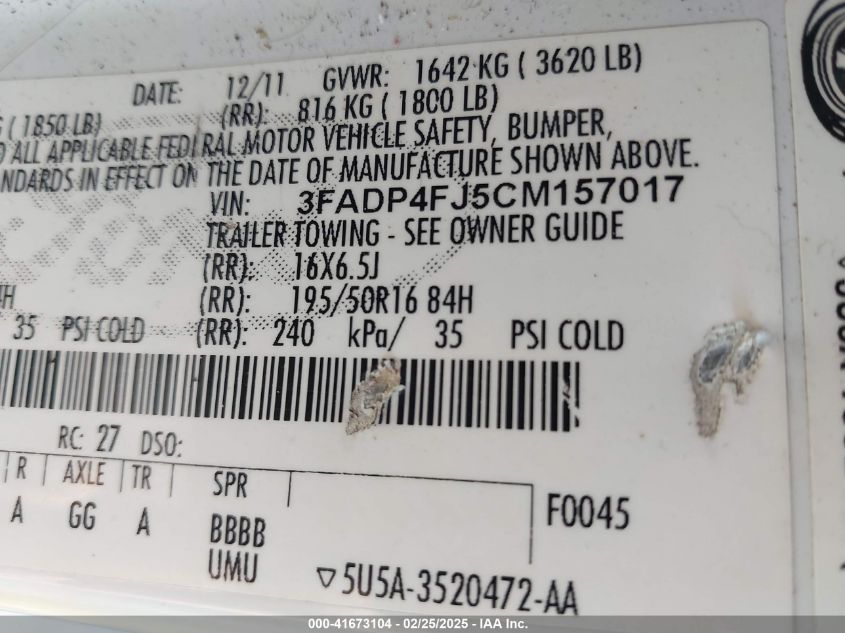 DATE: 12/11 GVWR: 1642 KG ( 3620 LB)
( 1850 LB) (RR): 816 KG ( 1800 LB)
ALL APPLICABLE FEDERAL MOTOR VEHICLE SAFETY, BUMPER,
IN EFFECT ON THE DATE OF MANUFACTURE SHOWN ABOVE.
VIN: 3FADP4FJ5CM157017
TRAILER TOWING - SEE OWNER GUIDE
(RR): 16X6.5J
(RR): 195/50R16 84H
35 PSI COLD (RR): 240 kPa/ 35 PSI COLD
RC: 27 DSO:
R AXLE TR SPR
A GG A BBBB F0045
UMU
▽5U5A-3520472-AA
000-41673104 - 02/25/2025 - IAA Inc.